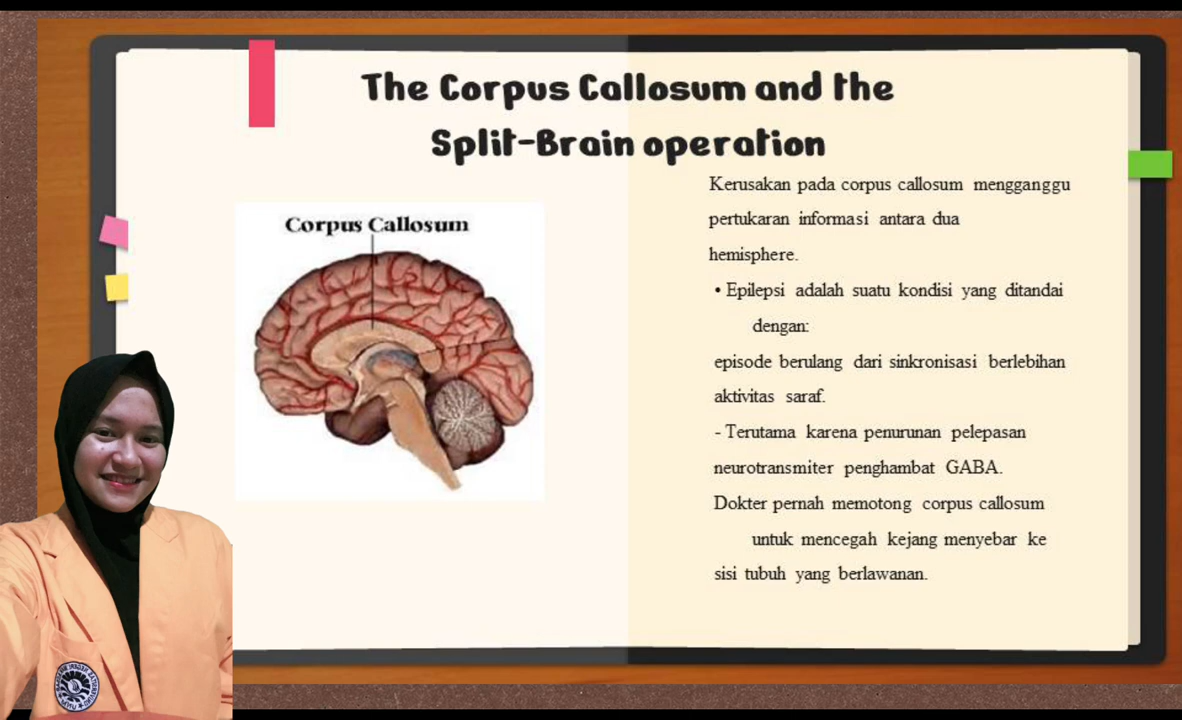 The Corpus Callosum and the
Split-Brain operation
Corpus Callosum
Kerusakan pada corpus callosum mengganggu
pertukaran informasi antara dua
hemisphere.
• Epilepsi adalah suatu kondisi yang ditandai
dengan:
episode berulang dari sinkronisasi berlebihan
aktivitas saraf.
- Terutama karena penurunan pelepasan
neurotransmiter penghambat GABA.
Dokter pernah memotong corpus callosum
untuk mencegah kejang menyebar ke
sisi tubuh yang berlawanan.